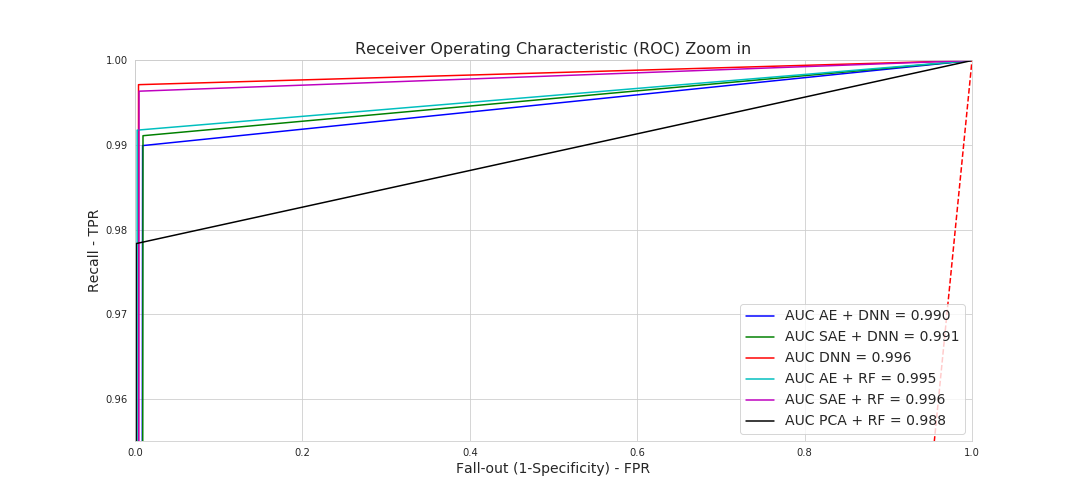 Receiver Operating Characteristic (ROC) Zoom in
1.00
0.99
0.98
0.97
0.96
Recall - TPR
AUC AE + DNN = 0.990
AUC SAE + DNN = 0.991
AUC DNN = 0.996
AUC AE + RF = 0.995
AUC SAE + RF = 0.996
AUC PCA + RF = 0.988
0.0 0.2 0.4 0.6 0.8 1.0
Fall-out (1-Specificity) - FPR